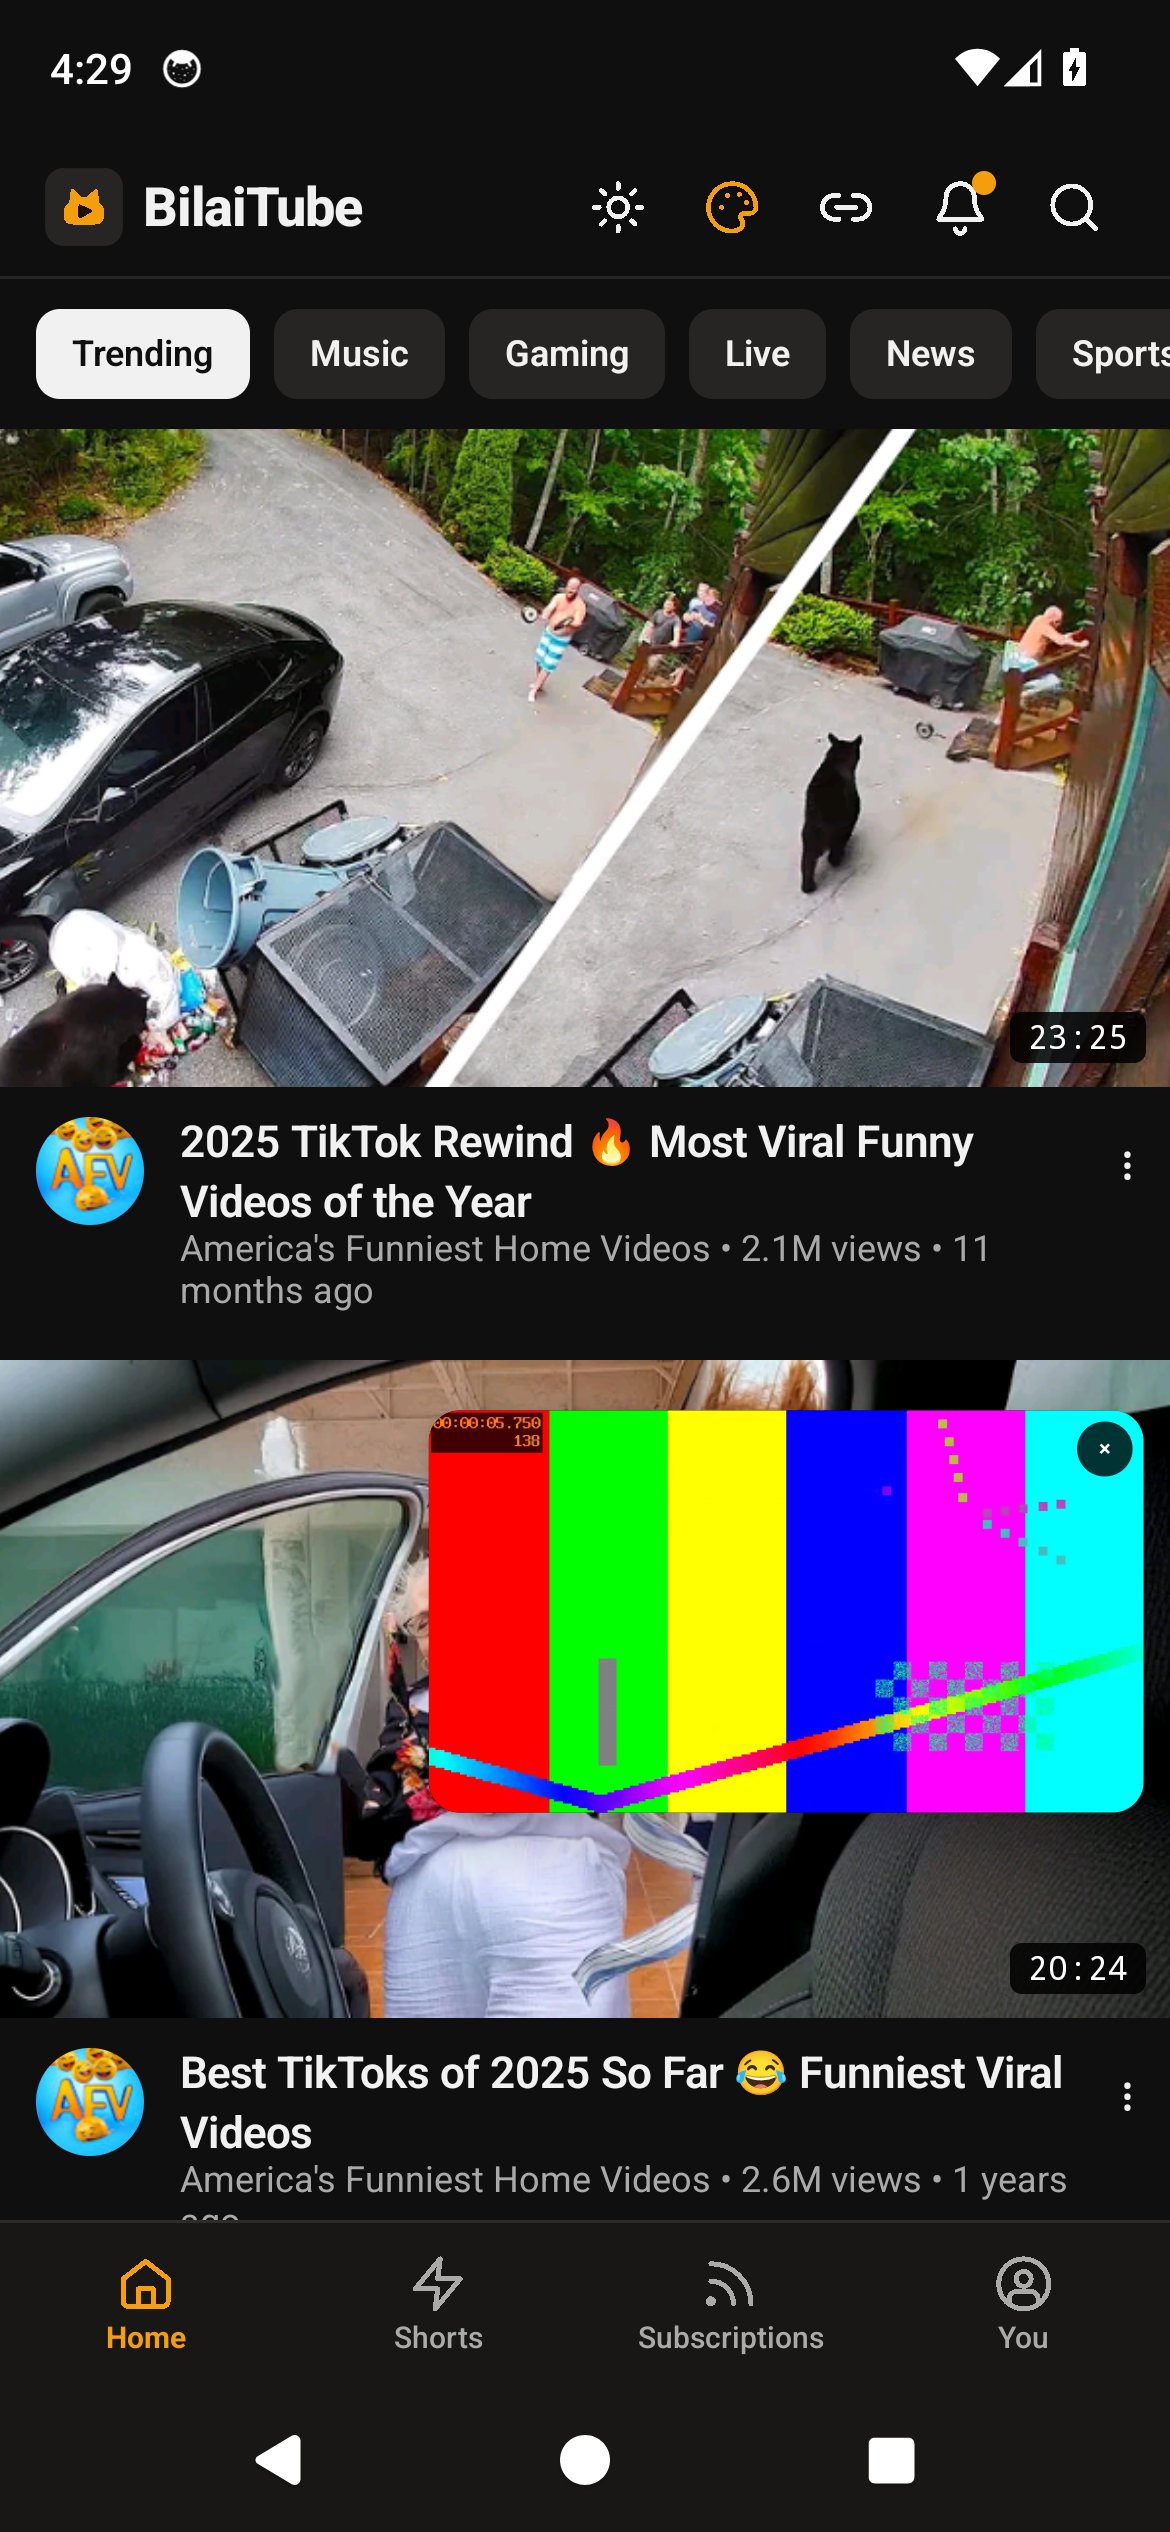 4:29
BilaiTube
Trending Music Gaming Live News Sports
23:25
2025 TikTok Rewind 🔥 Most Viral Funny
Videos of the Year
America's Funniest Home Videos • 2.1M views • 11
months ago
AFV
00:00:05.750
138
×
20:24
Best TikToks of 2025 So Far 😂 Funniest Viral
Videos
America's Funniest Home Videos • 2.6M views • 1 years
ago
AFV
Home Shorts Subscriptions You